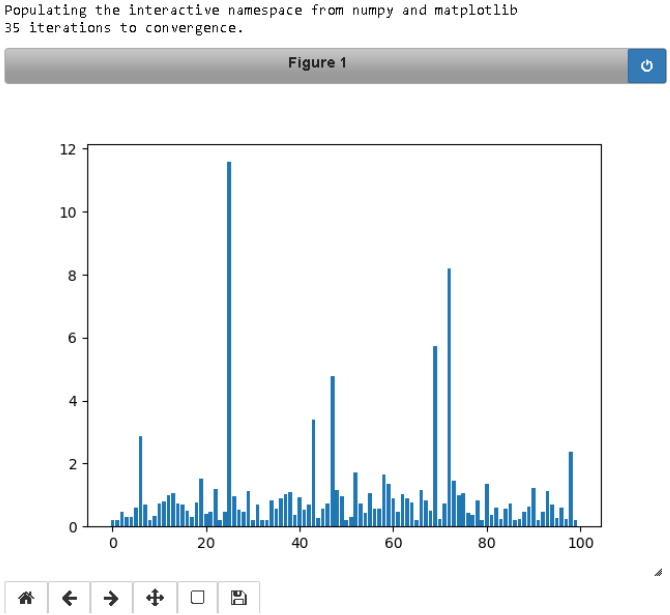 Populating the interactive namespace from numpy and matplotlib
35 iterations to convergence.
Figure 1
12
10
8
6
4
2
0
0 20 40 60 80 100